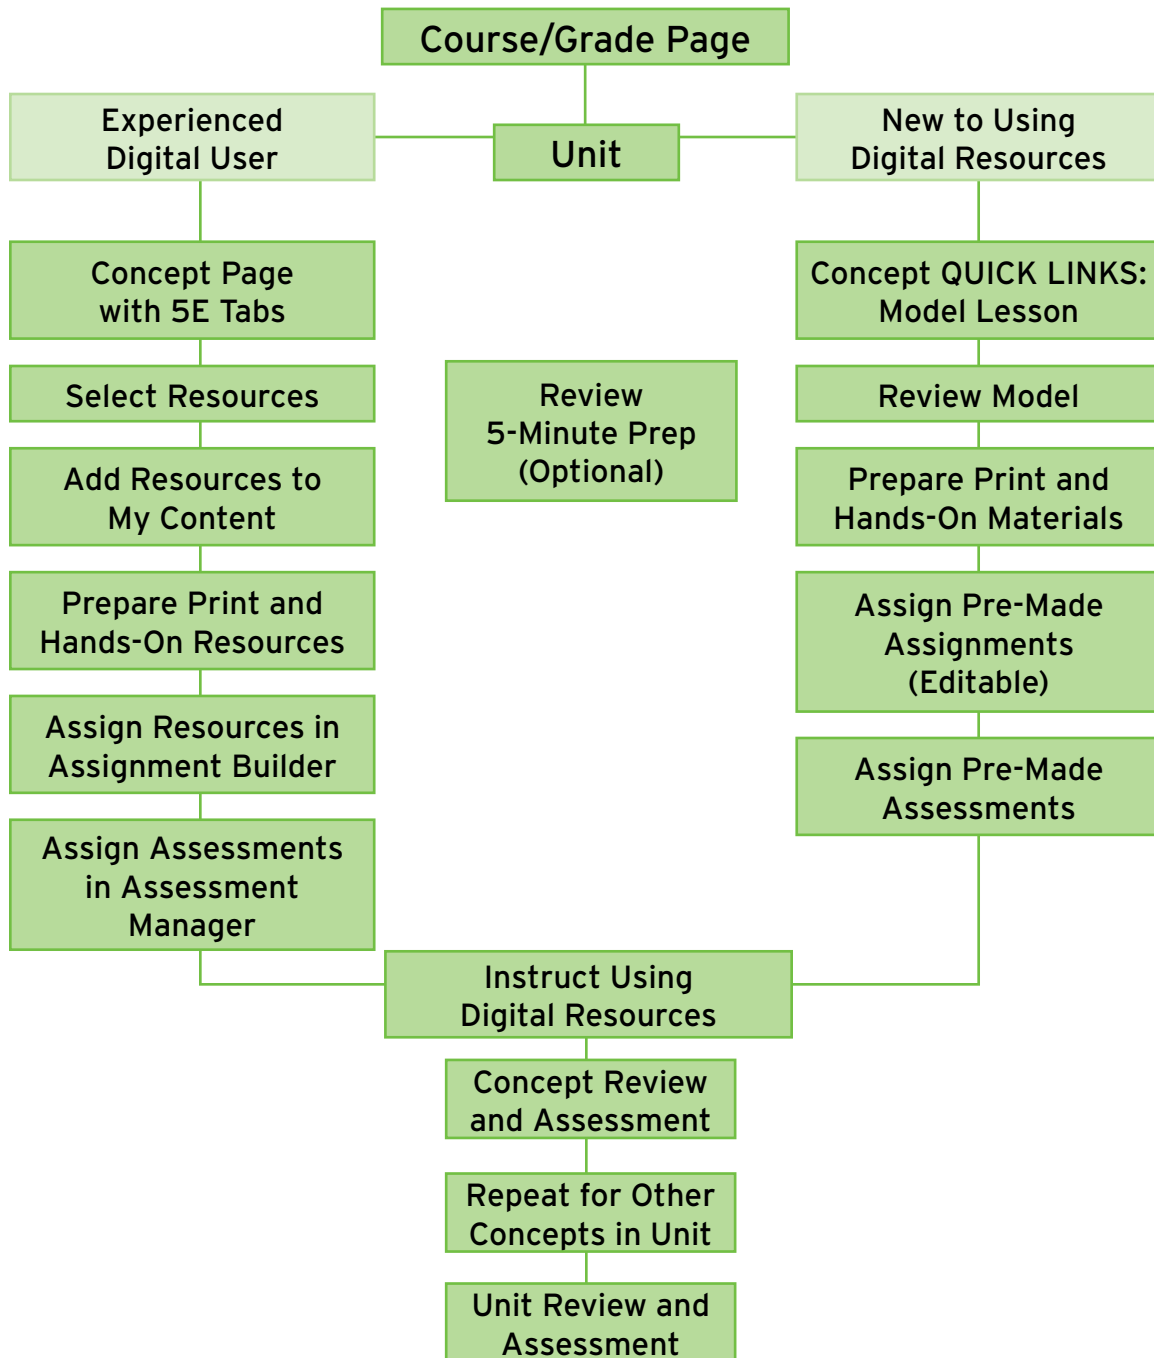 Course/Grade Page
Experienced
Digital User
Unit
New to Using
Digital Resources
Concept Page
with 5E Tabs
Select Resources
Add Resources to
My Content
Prepare Print and
Hands-On Resources
Assign Resources in
Assignment Builder
Assign Assessments
in Assessment
Manager
Review
5-Minute Prep
(Optional)
Concept QUICK LINKS:
Model Lesson
Review Model
Prepare Print and
Hands-On Materials
Assign Pre-Made
Assignments
(Editable)
Assign Pre-Made
Assessments
Instruct Using
Digital Resources
Concept Review
and Assessment
Repeat for Other
Concepts in Unit
Unit Review and
Assessment